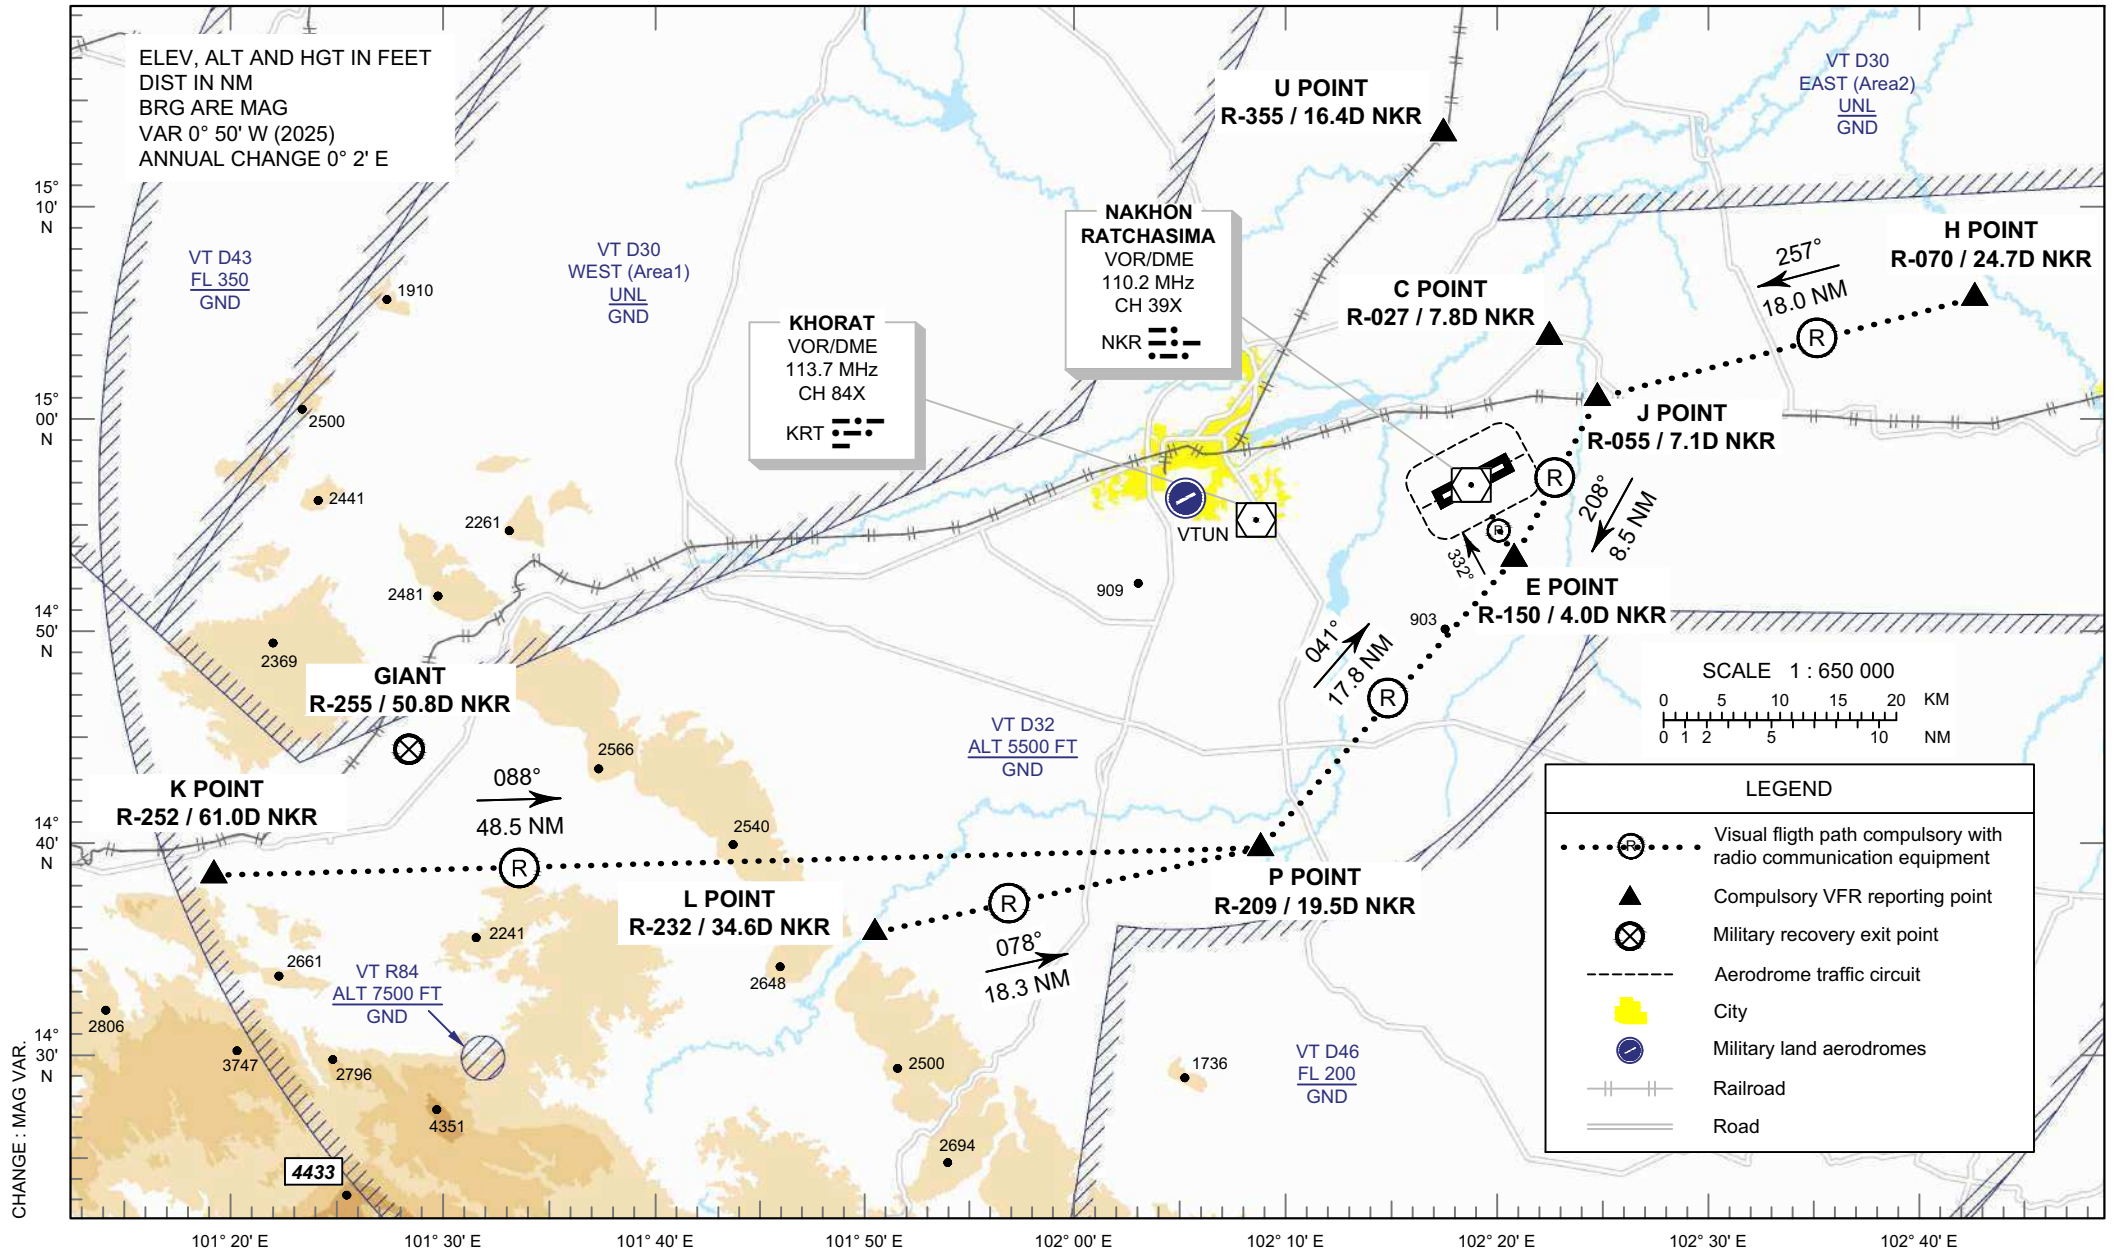 ELEV, ALT AND HGT IN FEET
DIST IN NM
BRG ARE MAG
VAR 0° 50' W (2025)
ANNUAL CHANGE 0° 2' E
U POINT
R-355 / 16.4D NKR
VT D30
EAST (Area2)
UNL
GND
15°
10'
N
VT D43
FL 350
GND
1910
VT D30
WEST (Area1)
UNL
GND
NAKHON
RATCHASIMA
VOR/DME
110.2 MHz
CH 39X
NKR
H POINT
R-070 / 24.7D NKR
257°
18.0 NM
R
C POINT
R-027 / 7.8D NKR
KHORAT
VOR/DME
113.7 MHz
CH 84X
KRT
15°
00'
N
2500
2441
2261
2481
J POINT
R-055 / 7.1D NKR
R
208°
8.5 NM
VTUN
R
332°
909
E POINT
R-150 / 4.0D NKR
903
14°
50'
N
2369
GIANT
R-255 / 50.8D NKR
041°
17.8 NM
R
SCALE 1 : 650 000
0 5 10 15 20 KM
0 1 2 5 10 NM
VT D32
ALT 5500 FT
GND
2566
K POINT
R-252 / 61.0D NKR
088°
48.5 NM
R
14°
40'
N
2540
L POINT
R-232 / 34.6D NKR
P POINT
R-209 / 19.5D NKR
R
078°
18.3 NM
2241
2661
2648
VT R84
ALT 7500 FT
GND
2806
3747
2796
4351
4433
14°
30'
N
2500
2694
1736
VT D46
FL 200
GND
LEGEND
R
Visual fligth path compulsory with
radio communication equipment
Compulsory VFR reporting point
Military recovery exit point
Aerodrome traffic circuit
City
Military land aerodromes
Railroad
Road
CHANGE : MAG VAR.
101° 20' E
101° 30' E
101° 40' E
101° 50' E
102° 00' E
102° 10' E
102° 20' E
102° 30' E
102° 40' E